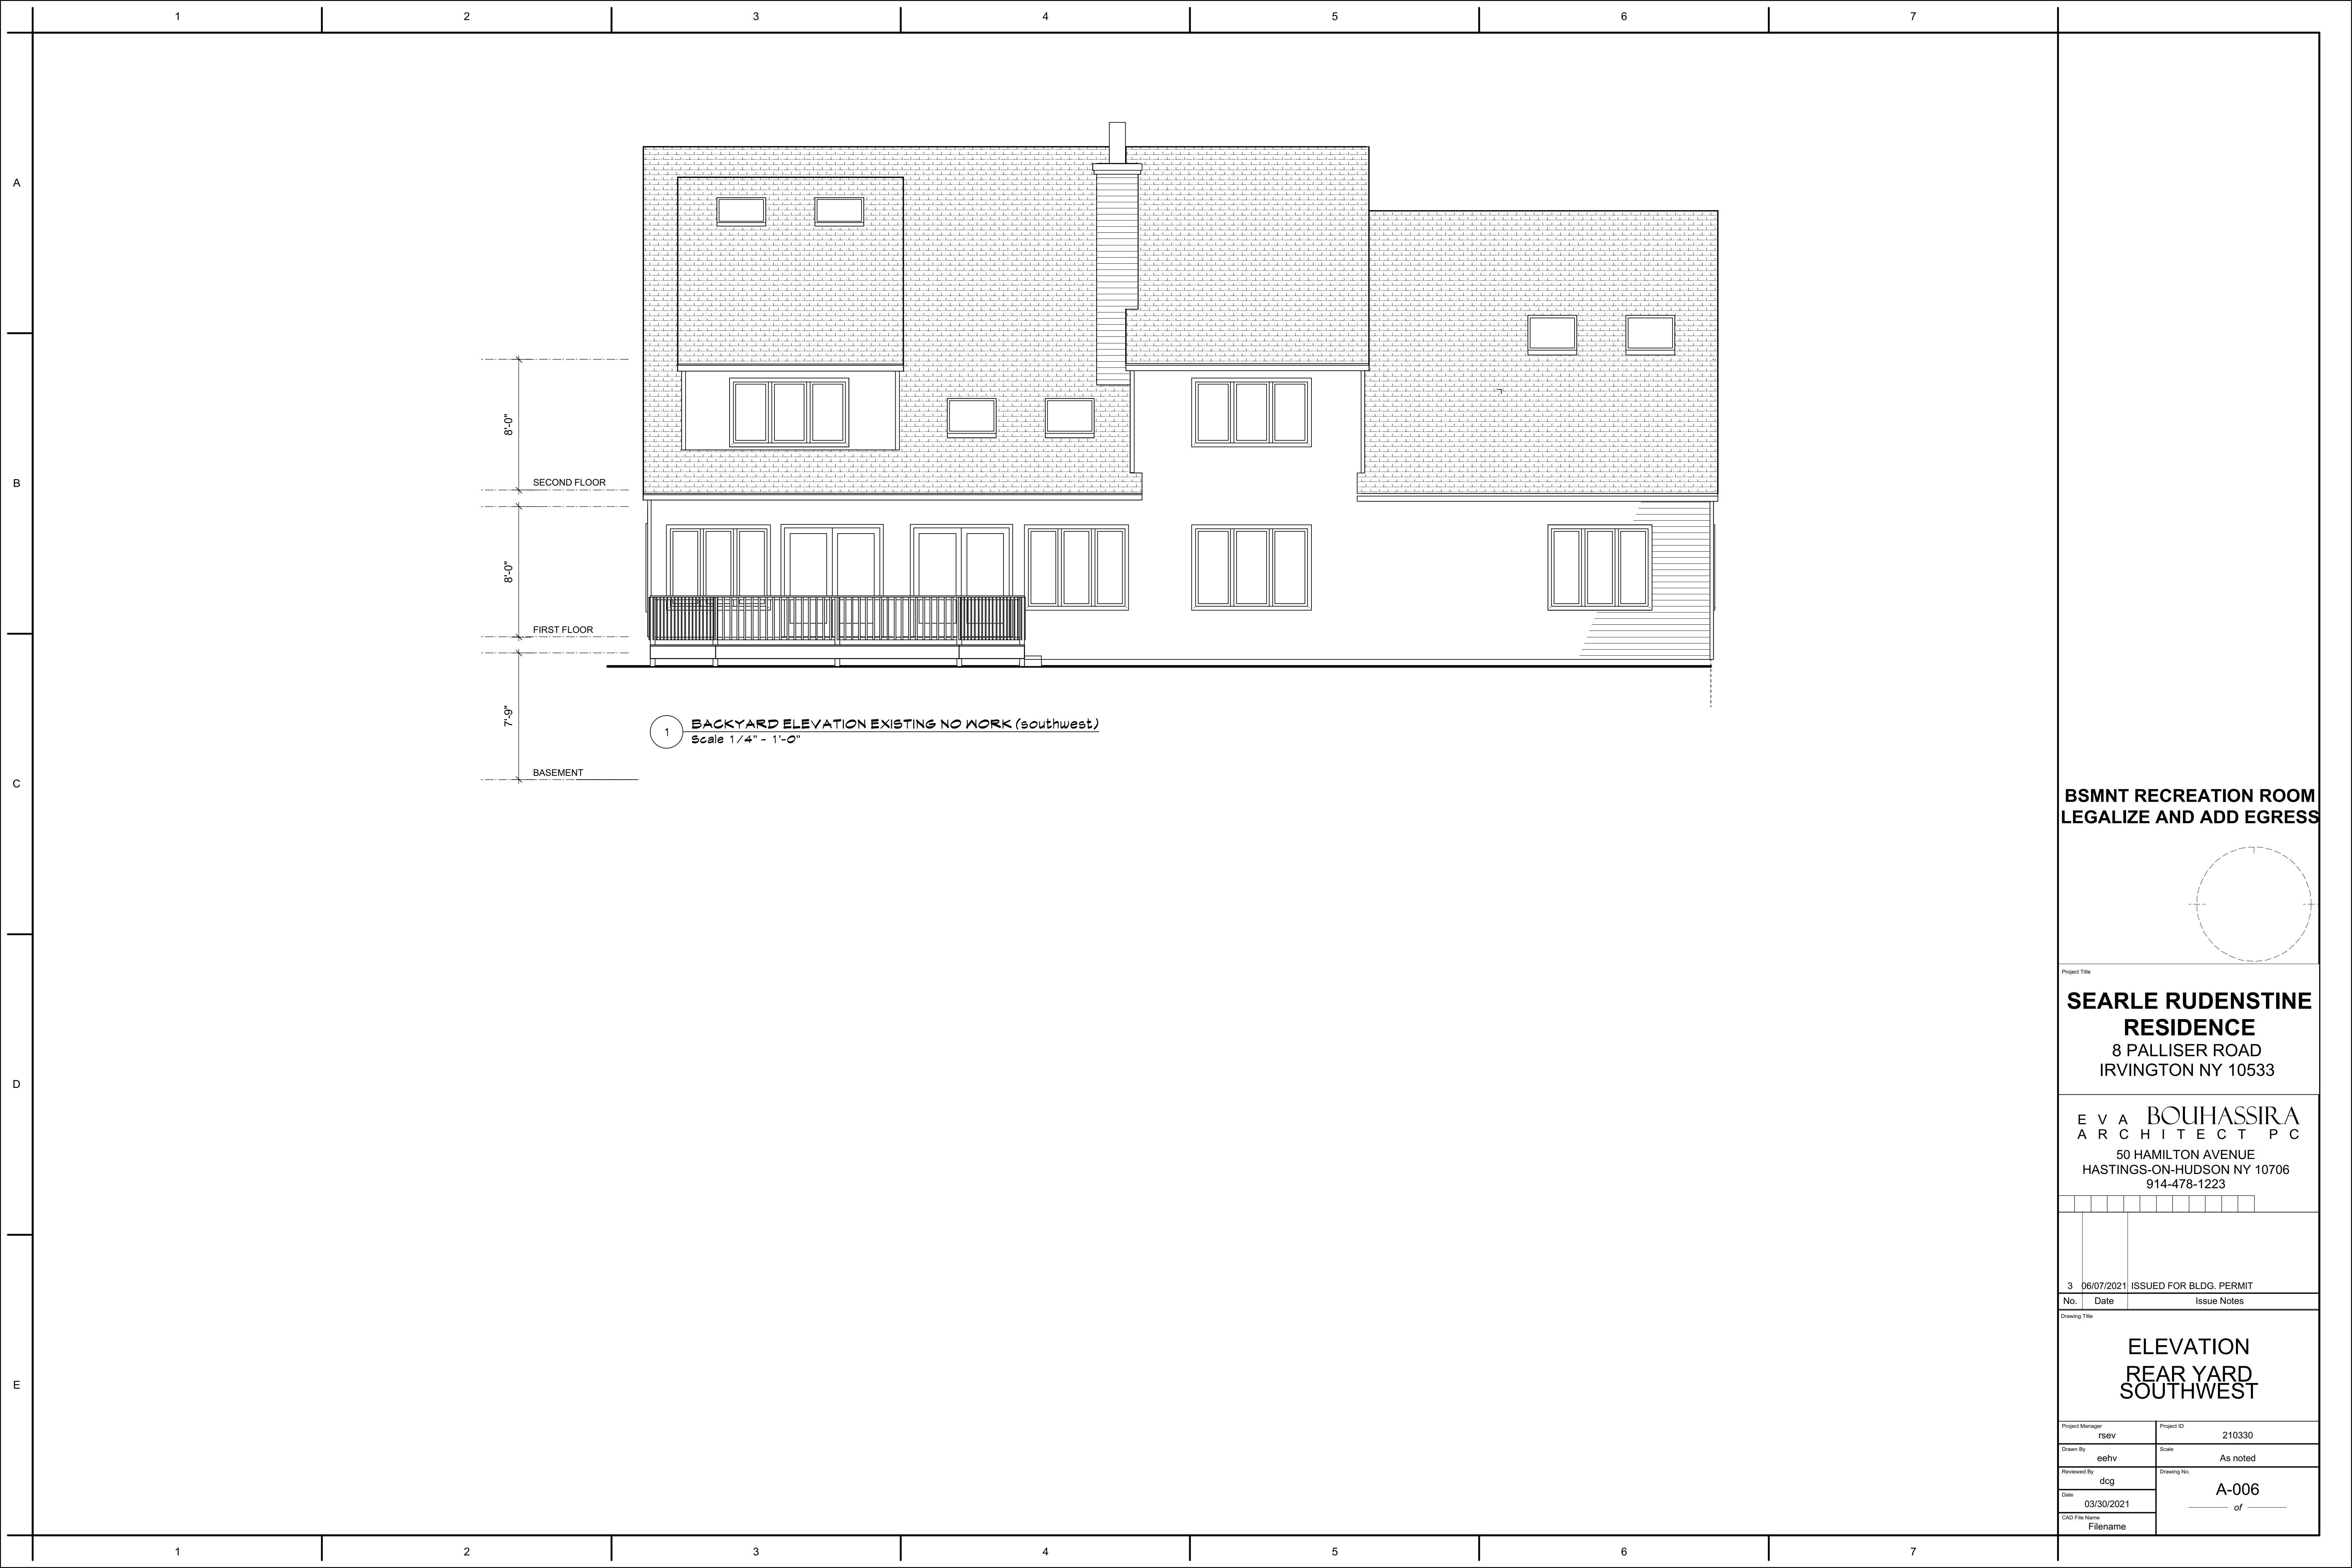 1 2 3 4 5 6 7
A
B
C
D
E
8'-0"
SECOND FLOOR
8'-0"
FIRST FLOOR
7'-9"
BASEMENT
1
BACKYARD ELEVATION EXISTING NO WORK (southwest)
Scale 1/4" - 1'-0"
BSMNT RECREATION ROOM
LEGALIZE AND ADD EGRESS
Project Title
SEARLE RUDENSTINE
RESIDENCE
8 PALLISER ROAD
IRVINGTON NY 10533
EVA BOUHASSIRA
ARCHITECT PC
50 HAMILTON AVENUE
HASTINGS-ON-HUDSON NY 10706
914-478-1223
3 06/07/2021 ISSUED FOR BLDG. PERMIT
No. Date Issue Notes
Drawing Title
ELEVATION
REAR YARD
SOUTHWEST
Project Manager
rsev
Project ID
210330
Drawn By
eehv
Scale
As noted
Reviewed By
dcg
Drawing No.
A-006
of
Date
03/30/2021
CAD File Name
Filename
1 2 3 4 5 6 7